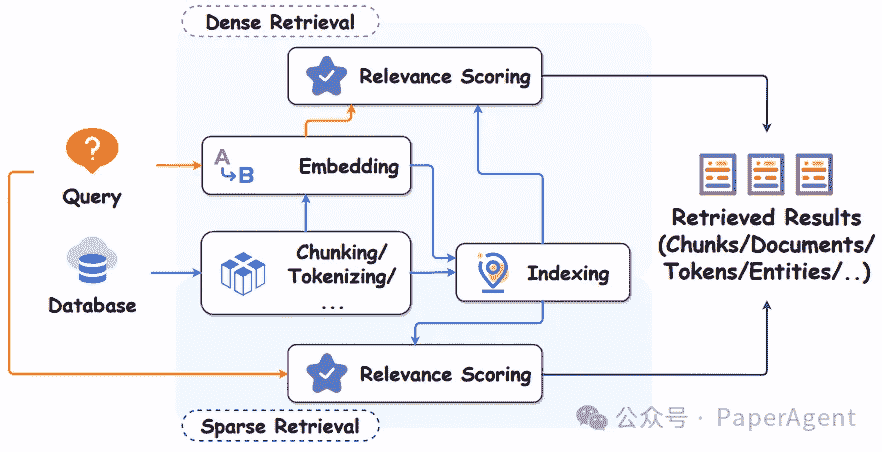 Dense Retrieval
Relevance Scoring
?
A
B
Embedding
Query
Retrieved Results
(Chunks/Documents/
Tokens/Entities/..)
Chunking/
Tokenizing/
...
Database
Indexing
Relevance Scoring
Sparse Retrieval
公众号 · PaperAgent